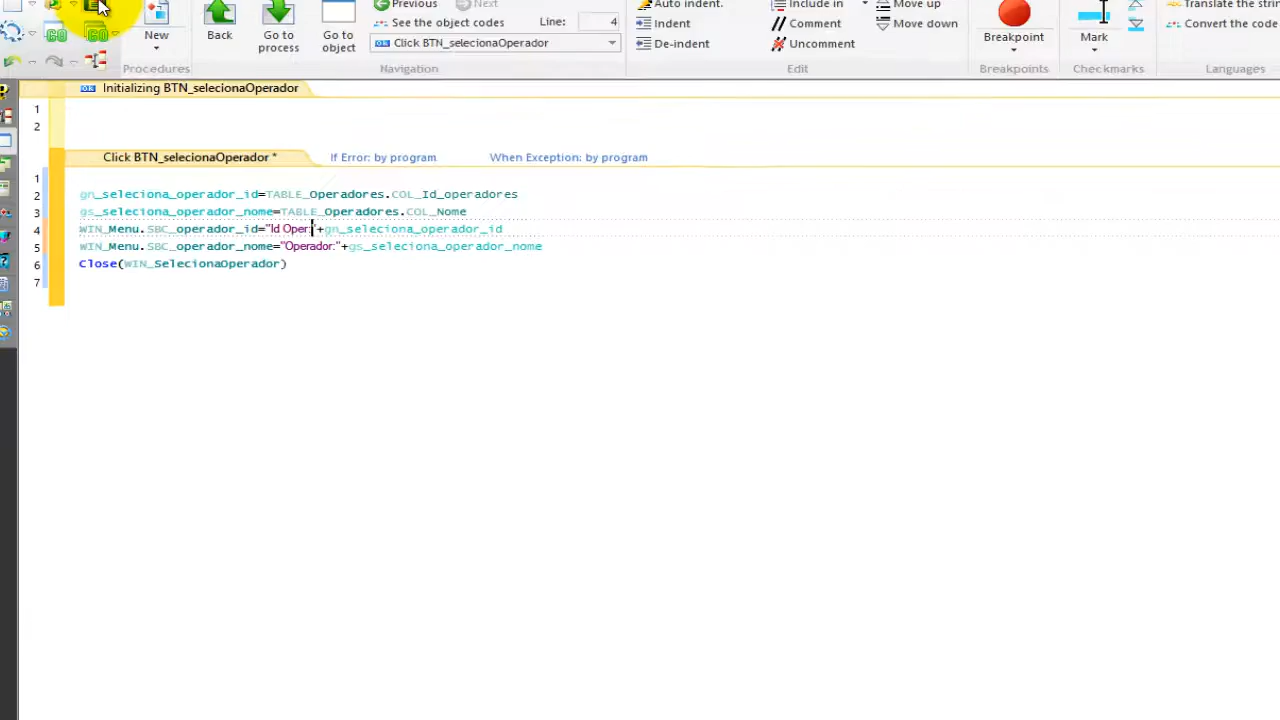 Previous Next
See the object codes Line: 4
New Back Go to process Go to object Click BTN_selecionaOperador
Auto indent. Include in Move up Translate the strin
Indent Comment Move down Breakpoint Mark Convert the code
De-indent Uncomment
Procedures Navigation Edit Breakpoints Checkmarks Languages
GO GO
Initializing BTN_selecionaOperador
1
2
Click BTN_selecionaOperador * If Error: by program When Exception: by program
1
2 gn_seleciona_operador_id=TABLE_Operadores.COL_Id_operadores
3 gs_seleciona_operador_nome=TABLE_Operadores.COL_Nome
4 WIN_Menu.SBC_operador_id="Id Oper:"+gn_seleciona_operador_id
5 WIN_Menu.SBC_operador_nome="Operador:"+gs_seleciona_operador_nome
6 Close(WIN_SelecionaOperador)
7